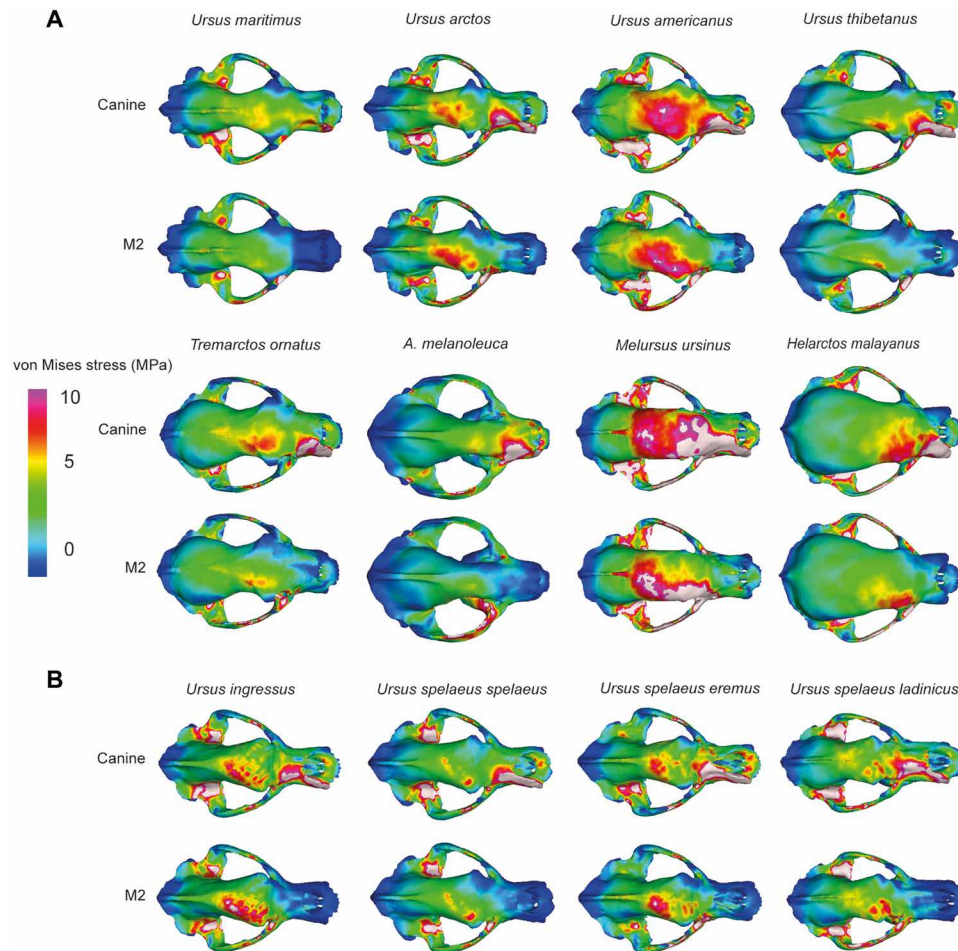 A
Ursus maritimus Ursus arctos Ursus americanus Ursus thibetanus
Canine
M2
Tremarctos ornatus A. melanoleuca Melursus ursinus Helarctos malayanus
von Mises stress (MPa)
10
Canine
5
0
M2
B
Ursus ingressus Ursus spelaeus spelaeus Ursus spelaeus eremus Ursus spelaeus ladinicus
Canine
M2